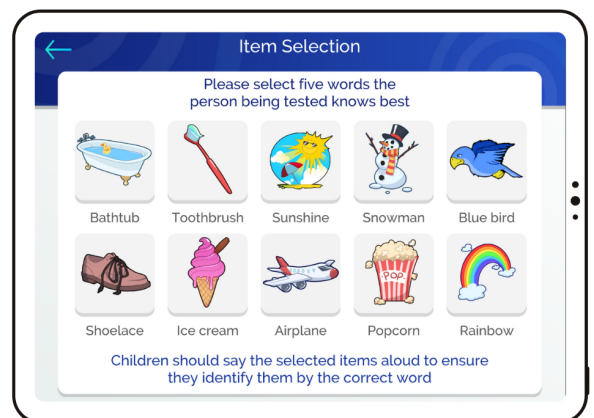 Item Selection
Please select five words the
person being tested knows best
Bathtub Toothbrush Sunshine Snowman Blue bird
POP.
Shoelace Ice cream Airplane Popcorn Rainbow
Children should say the selected items aloud to ensure
they identify them by the correct word